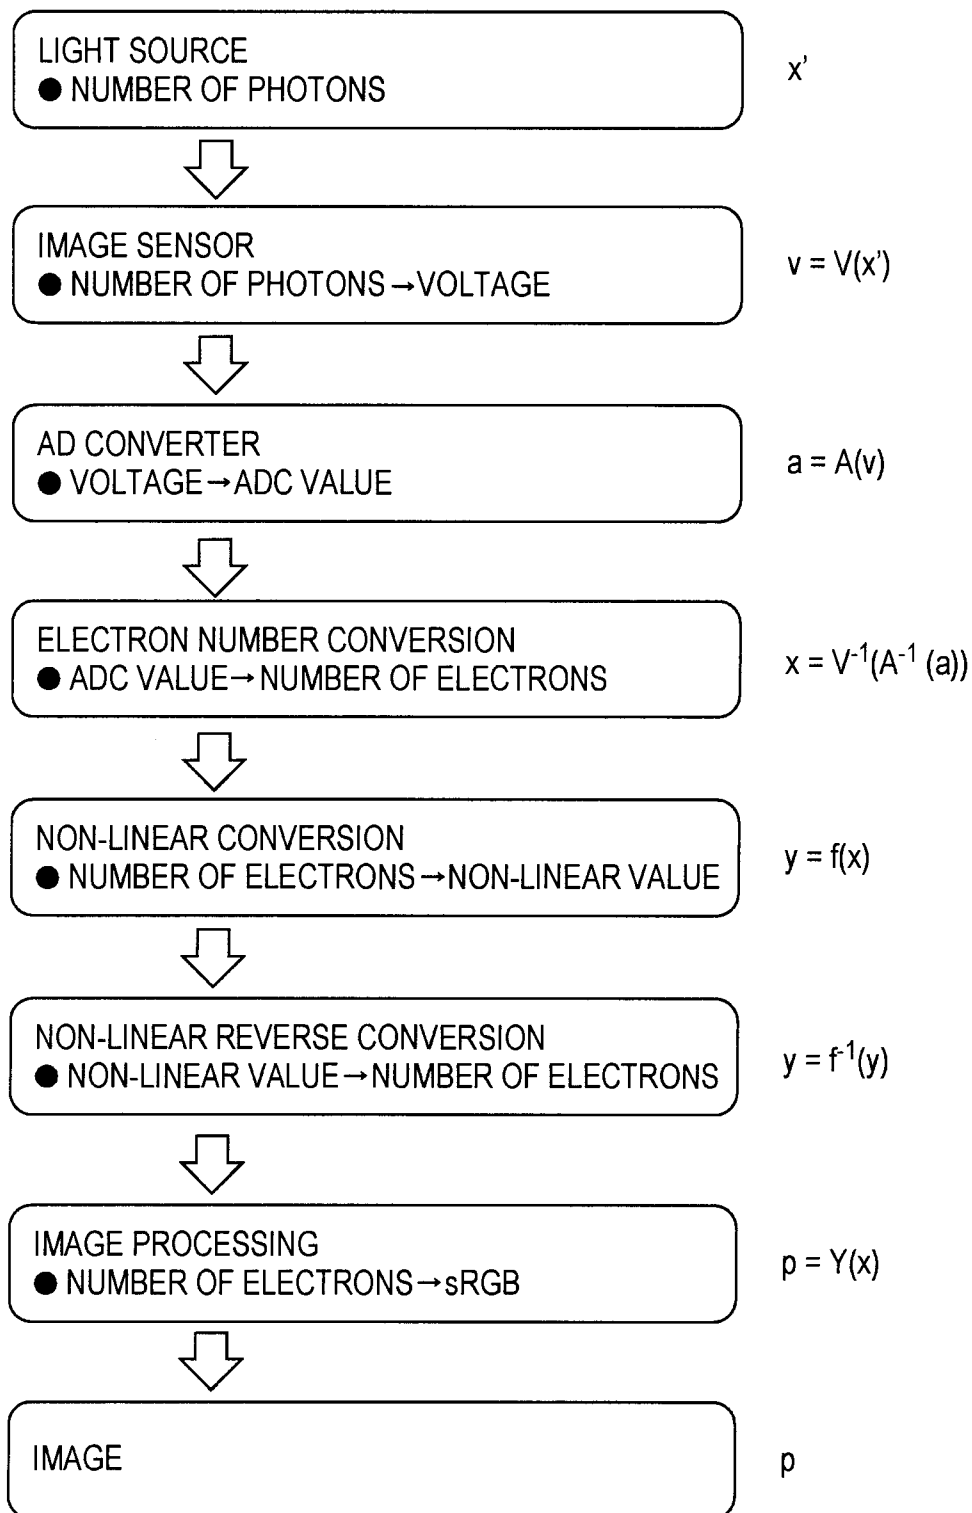 LIGHT SOURCE
● NUMBER OF PHOTONS
x’
IMAGE SENSOR
● NUMBER OF PHOTONS→VOLTAGE
v = V(x’)
AD CONVERTER
● VOLTAGE→ADC VALUE
a = A(v)
ELECTRON NUMBER CONVERSION
● ADC VALUE→NUMBER OF ELECTRONS
x = V⁻¹(A⁻¹ (a))
NON-LINEAR CONVERSION
● NUMBER OF ELECTRONS→NON-LINEAR VALUE
y = f(x)
NON-LINEAR REVERSE CONVERSION
● NON-LINEAR VALUE→NUMBER OF ELECTRONS
y = f⁻¹(y)
IMAGE PROCESSING
● NUMBER OF ELECTRONS→sRGB
p = Y(x)
IMAGE
p